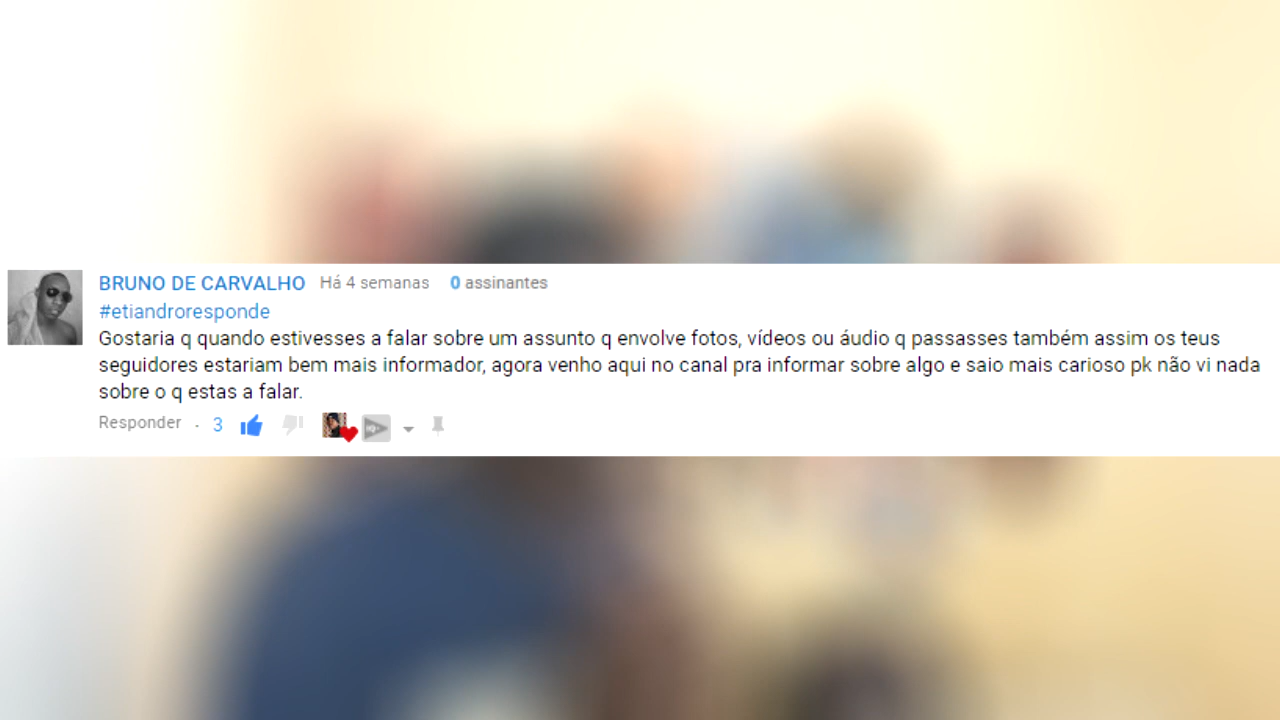 BRUNO DE CARVALHO Há 4 semanas 0 assinantes
#etiandroresponde
Gostaria q quando estivesses a falar sobre um assunto q envolve fotos, vídeos ou áudio q passasses também assim os teus
seguidores estariam bem mais informador, agora venho aqui no canal pra informar sobre algo e saio mais carioso pk não vi nada
sobre o q estas a falar.
Responder · 3